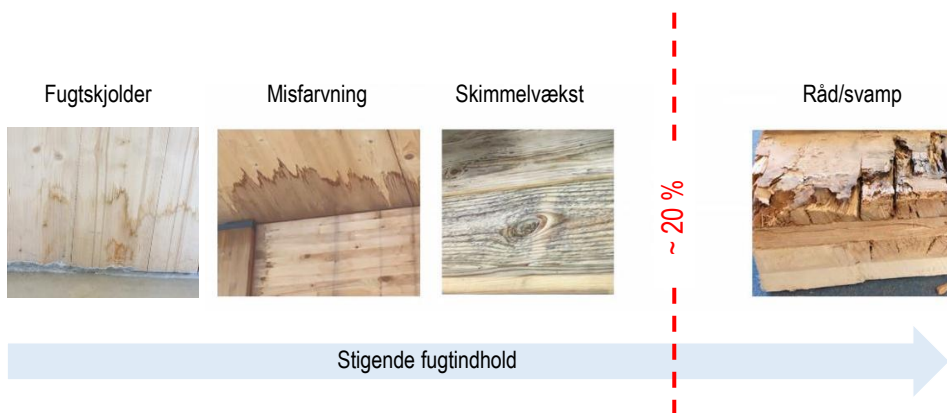 Fugtskjolder
Misfarvning
Skimmelvækst
Råd/svamp
~ 20 %
Stigende fugtindhold